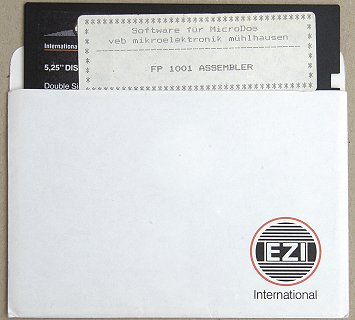 International
5,25" DIS
Double Si
Software für MicroDos
veb mikroelektronik mühlhausen
FP 1001 ASSEMBLER
EZI
International